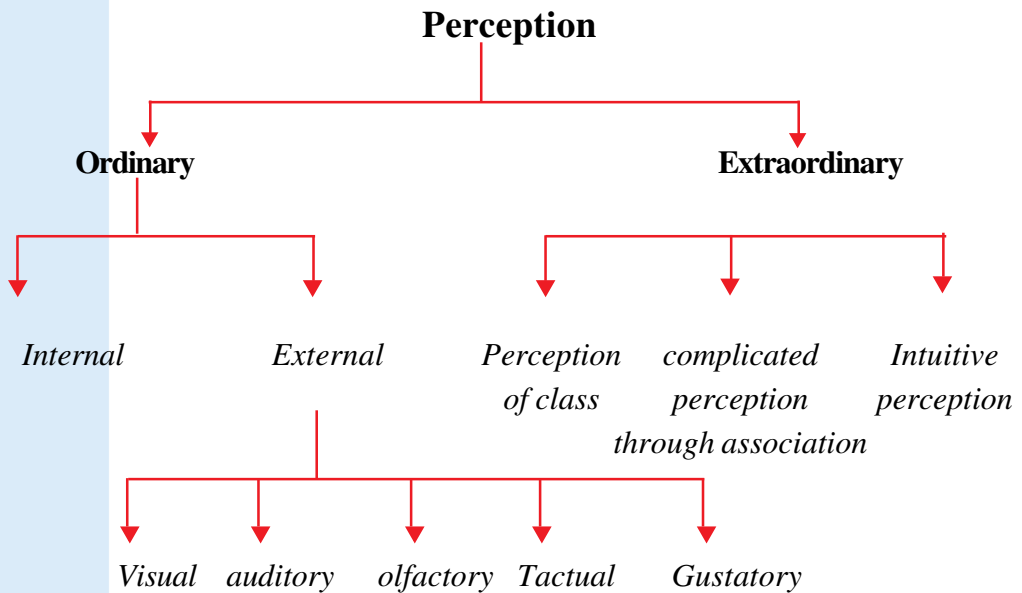 Perception
Ordinary
Extraordinary
Internal
External
Perception
of class
complicated
perception
through association
Intuitive
perception
Visual
auditory
olfactory
Tactual
Gustatory